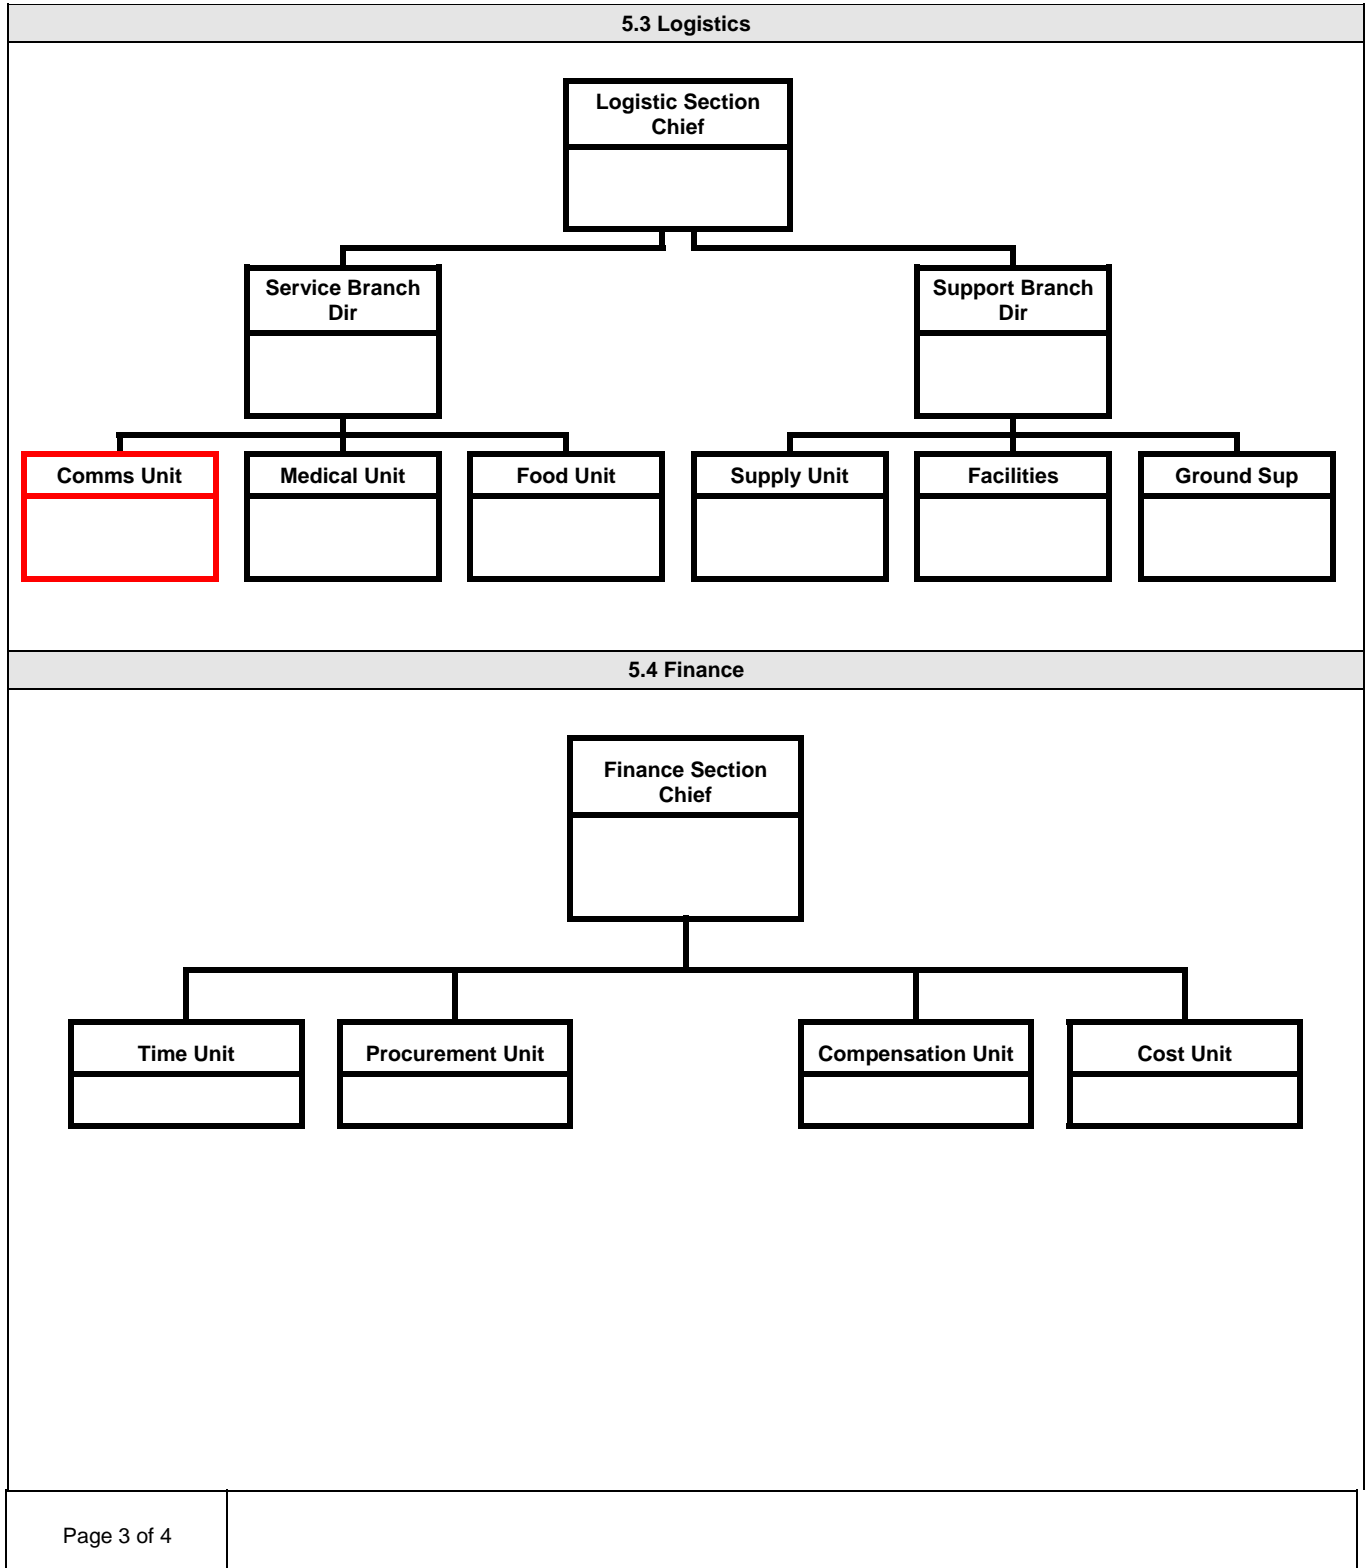 5.3 Logistics
Logistic Section
Chief
Service Branch
Dir
Support Branch
Dir
Comms Unit
Medical Unit
Food Unit
Supply Unit
Facilities
Ground Sup
5.4 Finance
Finance Section
Chief
Time Unit
Procurement Unit
Compensation Unit
Cost Unit
Page 3 of 4